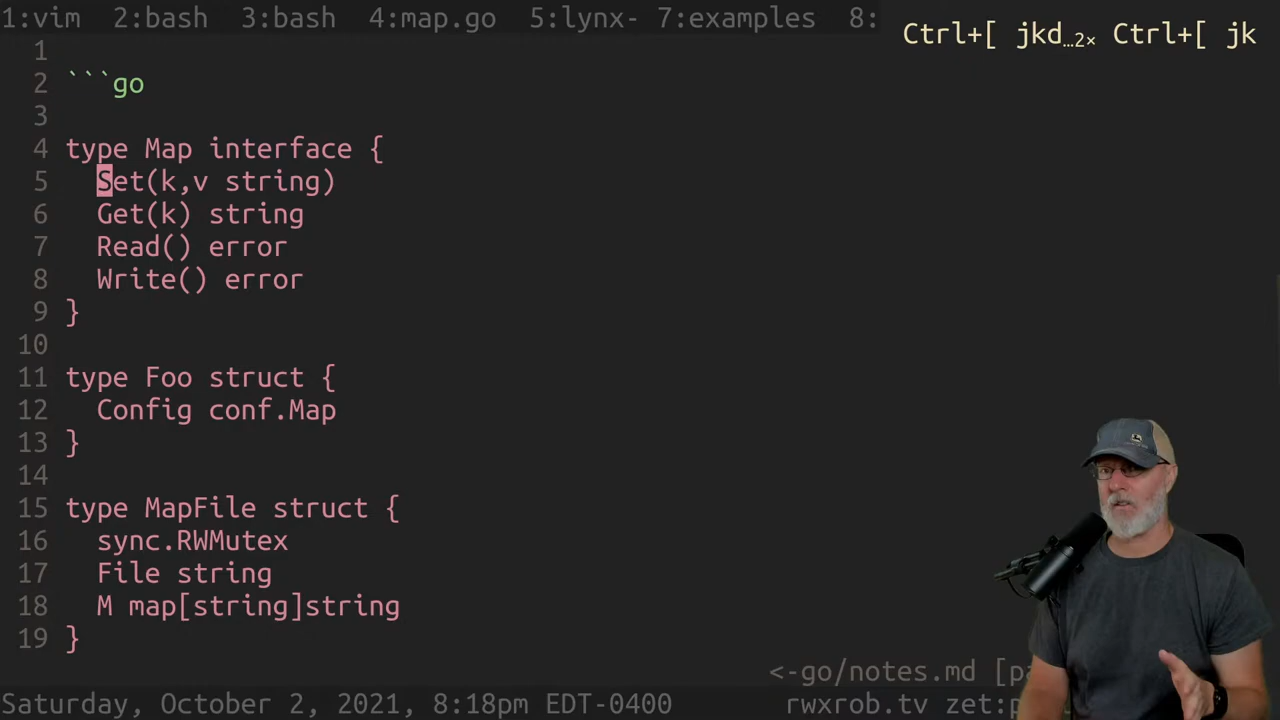 1:vim 2:bash 3:bash 4:map.go 5:lynx- 7:examples 8:
Ctrl+[ jkd…2× Ctrl+[ jk
1
2 ```go
3
4 type Map interface {
5 Set(k,v string)
6 Get(k) string
7 Read() error
8 Write() error
9 }
10
11 type Foo struct {
12 Config conf.Map
13 }
14
15 type MapFile struct {
16 sync.RWMutex
17 File string
18 M map[string]string
19 }
<-go/notes.md [pa
Saturday, October 2, 2021, 8:18pm EDT-0400 rwxrob.tv zet:p